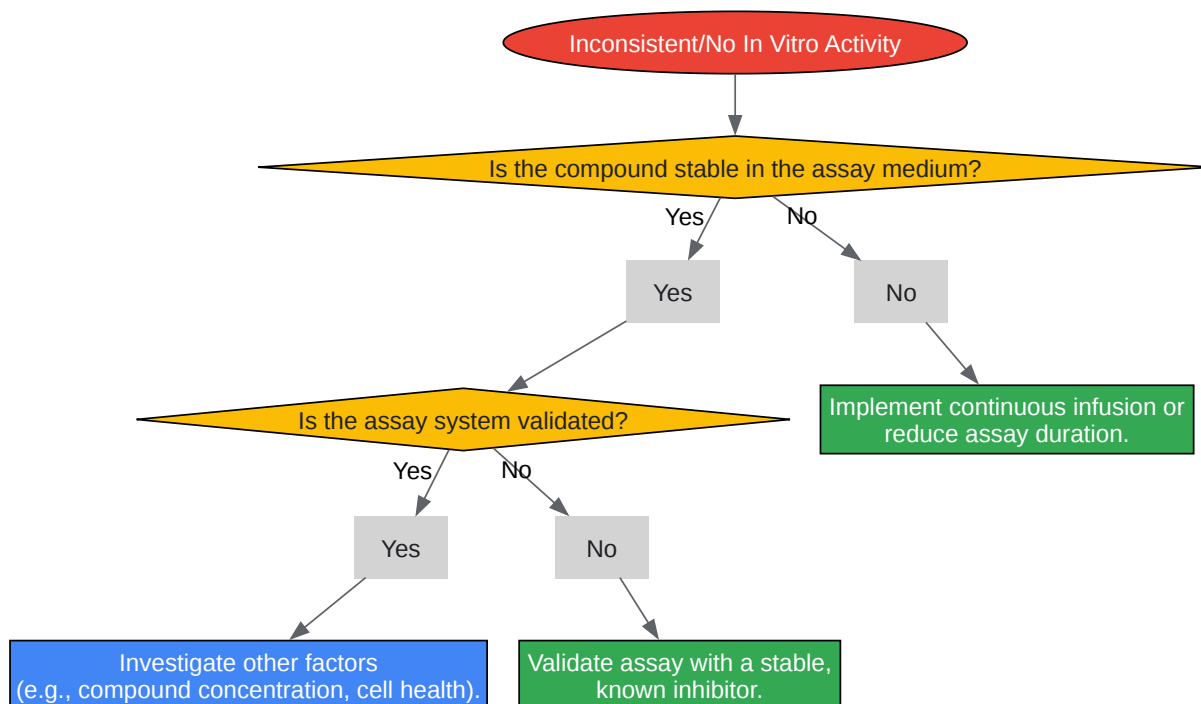 Inconsistent/No In Vitro Activity
Is the compound stable in the assay medium?
Yes
No
Yes
No
Is the assay system validated?
Implement continuous infusion or
reduce assay duration.
Yes
No
Yes
No
Investigate other factors
(e.g., compound concentration, cell health).
Validate assay with a stable,
known inhibitor.